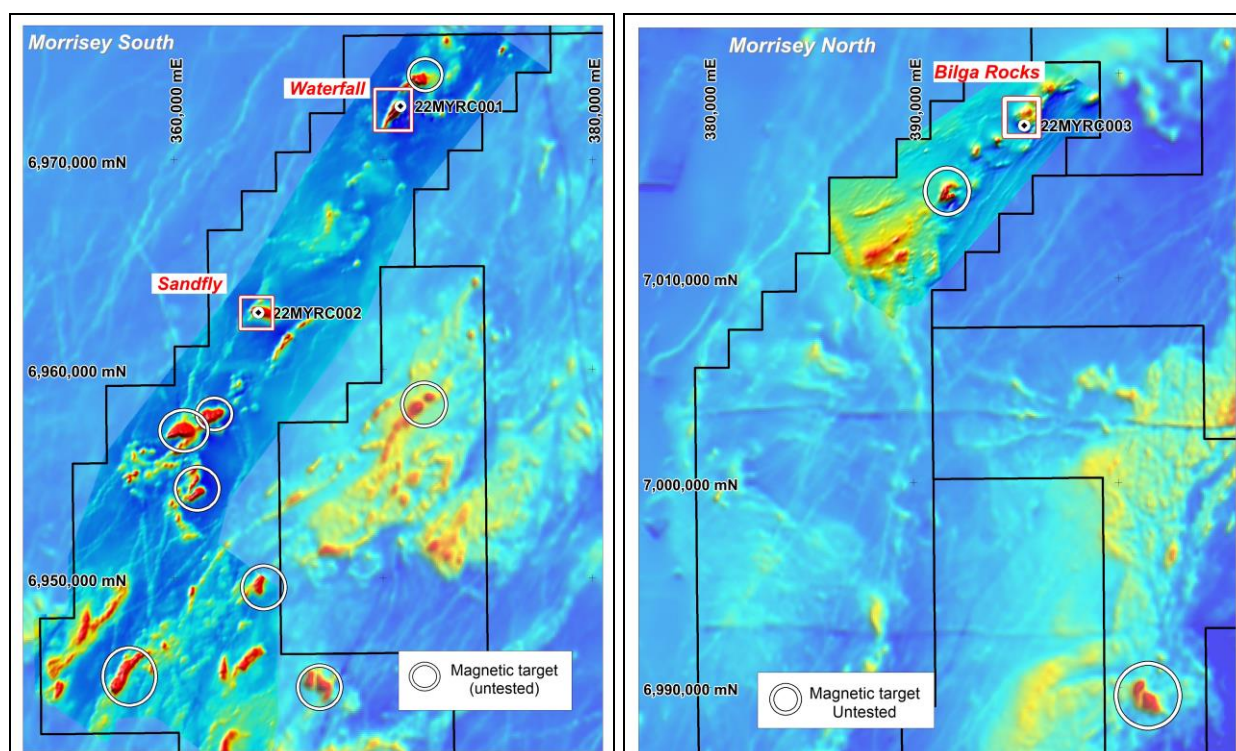 Morrisey South
Waterfall
360,000 mE
380,000 mE
22MYRC001
6,970,000 mN
Sandfly
22MYRC002
6,960,000 mN
6,950,000 mN
Magnetic target
(untested)
Morrisey North
380,000 mE
390,000 mE
Bilga Rocks
22MYRC003
7,010,000 mN
7,000,000 mN
6,990,000 mN
Magnetic target
Untested